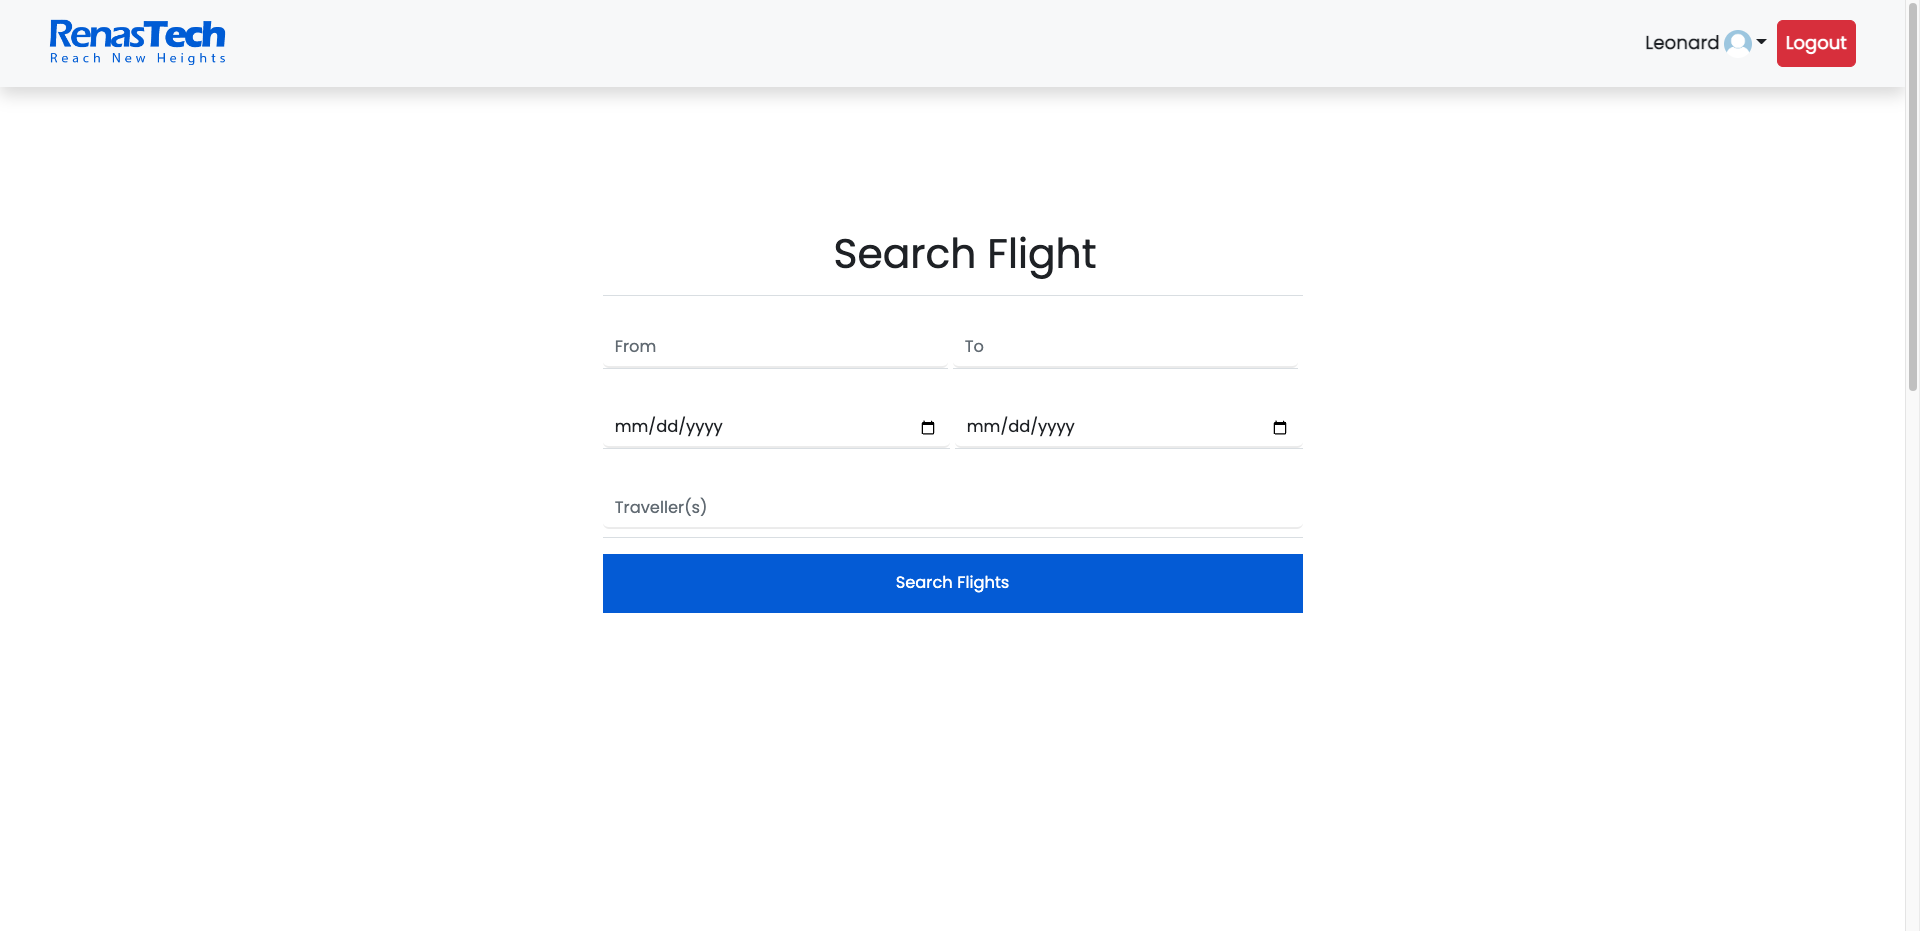 RenasTech
Reach New Heights
Leonard
Logout
Search Flight
From To
mm/dd/yyyy mm/dd/yyyy
Traveller(s)
Search Flights